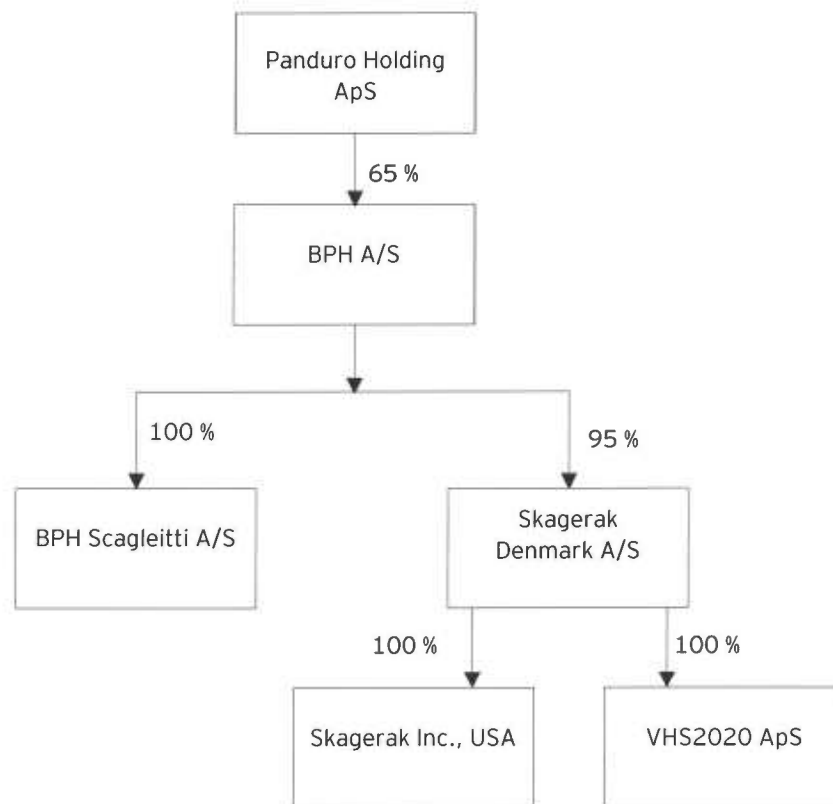 Panduro Holding
ApS
65 %
BPH A/S
100 %
95 %
BPH Scagleitti A/S
Skagerak
Denmark A/S
100 %
100 %
Skagerak Inc., USA
VHS2020 ApS